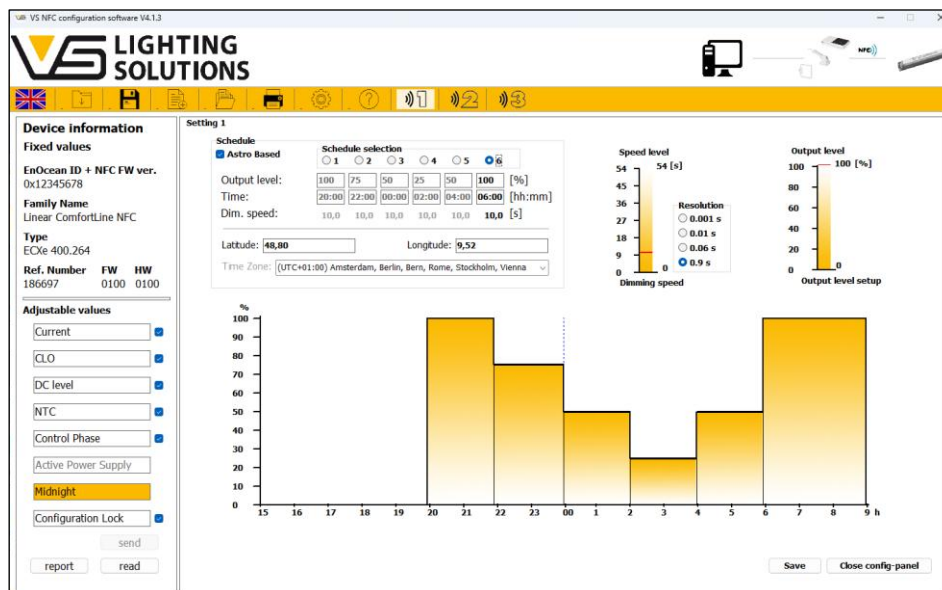 VS NFC configuration software V4.1.3
VS LIGHTING
SOLUTIONS
NFC
1 2 3
Device information
Fixed values
EnOcean ID + NFC FW ver.
0x12345678
Family Name
Linear ComfortLine NFC
Type
ECXe 400.264
Ref. Number FW HW
186697 0100 0100
Adjustable values
Current
CLO
DC level
NTC
Control Phase
Active Power Supply
Midnight
Configuration Lock
send
report read
Setting 1
Schedule
Astro Based
Schedule selection
1 2 3 4 5 6
Output level: 100 75 50 25 50 100 [%]
Time: 20:00 22:00 00:00 02:00 04:00 06:00 [hh:mm]
Dim. speed: 10,0 10,0 10,0 10,0 10,0 10,0 [s]
Latitude: 48,80 Longitude: 9,52
Time Zone: (UTC+01:00) Amsterdam, Berlin, Bern, Rome, Stockholm, Vienna
Speed level
54 54 [s]
45
36
27
18
9
0 0
Dimming speed
Resolution
0.001 s
0.01 s
0.06 s
0.9 s
Output level
100 100 [%]
80
60
40
20
0 0
Output level setup
%
100
90
80
70
60
50
40
30
20
10
0
15 16 17 18 19 20 21 22 23 00 1 2 3 4 5 6 7 8 9 h
Save Close config-panel